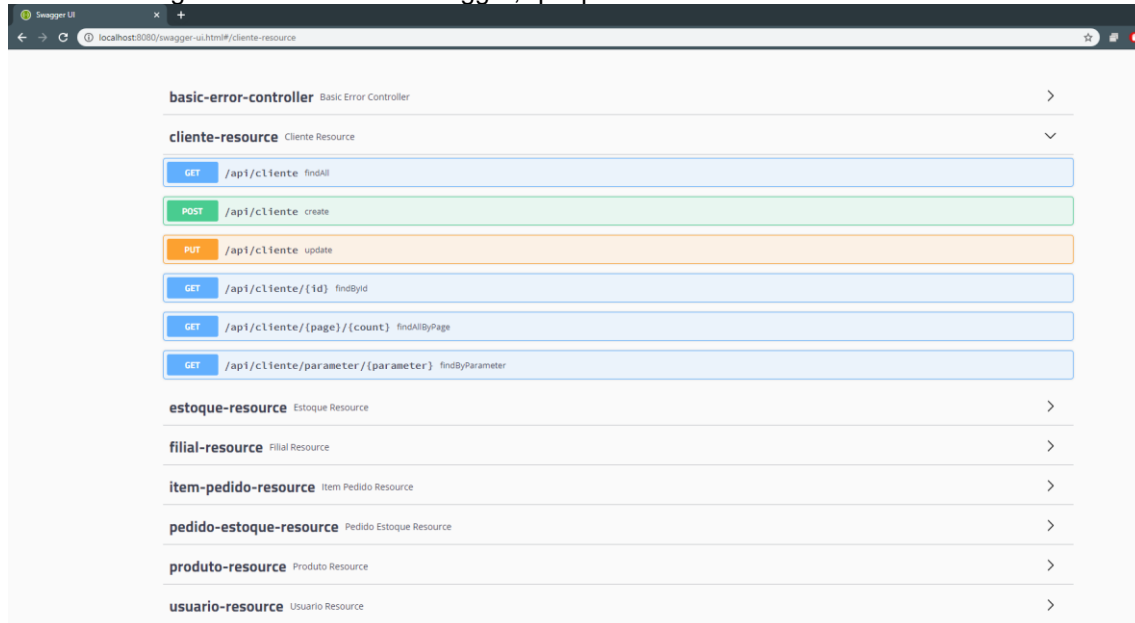 Swagger UI
localhost:8080/swagger-ui.html#/cliente-resource
basic-error-controller Basic Error Controller
cliente-resource Cliente Resource
GET /api/cliente findAll
POST /api/cliente create
PUT /api/cliente update
GET /api/cliente/{id} findById
GET /api/cliente/{page}/{count} findAllByPage
GET /api/cliente/parameter/{parameter} findByParameter
estoque-resource Estoque Resource
filial-resource Filial Resource
item-pedido-resource Item Pedido Resource
pedido-estoque-resource Pedido Estoque Resource
produto-resource Produto Resource
usuario-resource Usuario Resource